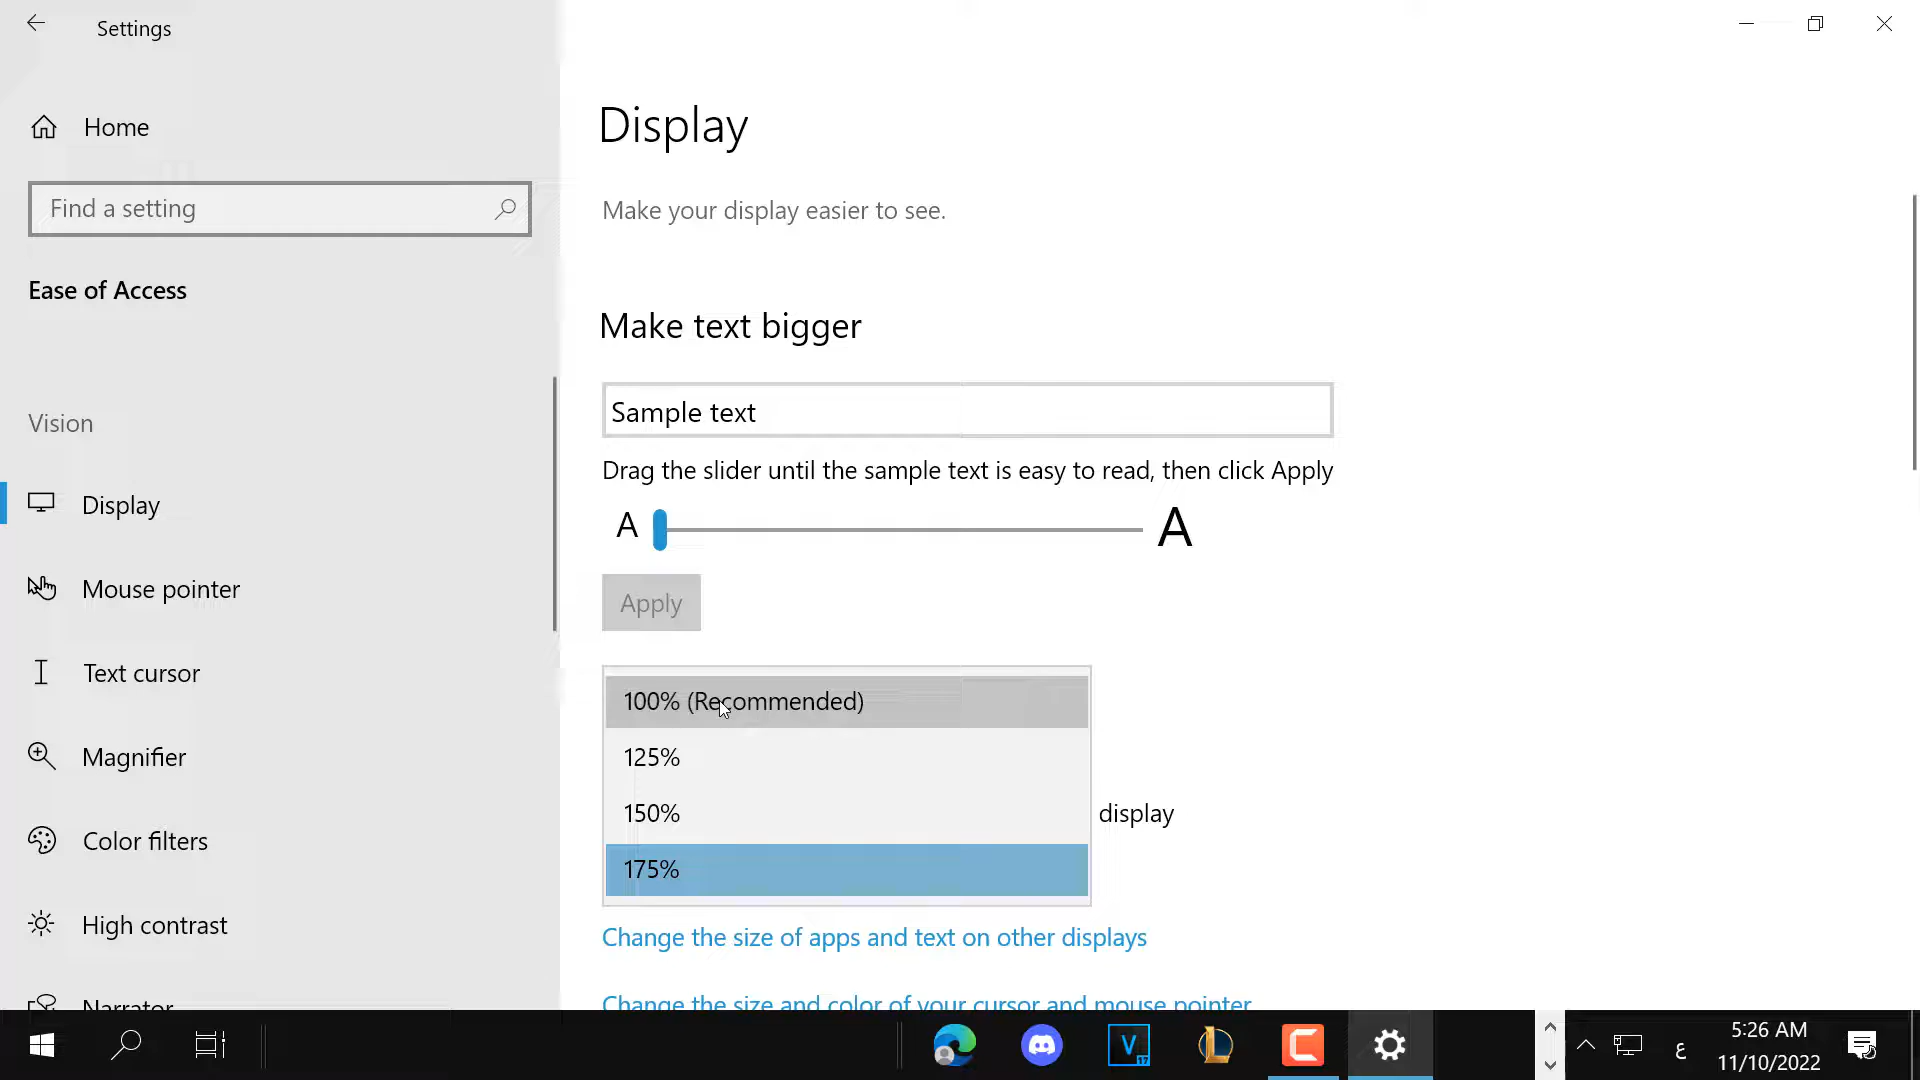 Settings
Home
Find a setting
Ease of Access
Vision
Display
Mouse pointer
Text cursor
Magnifier
Color filters
High contrast
Narrator
Display
Make your display easier to see.
Make text bigger
Sample text
Drag the slider until the sample text is easy to read, then click Apply
A A
Apply
100% (Recommended)
125%
150%
display
175%
Change the size of apps and text on other displays
Change the size and color of your cursor and mouse pointer
V
17
ع
5:26 AM
11/10/2022